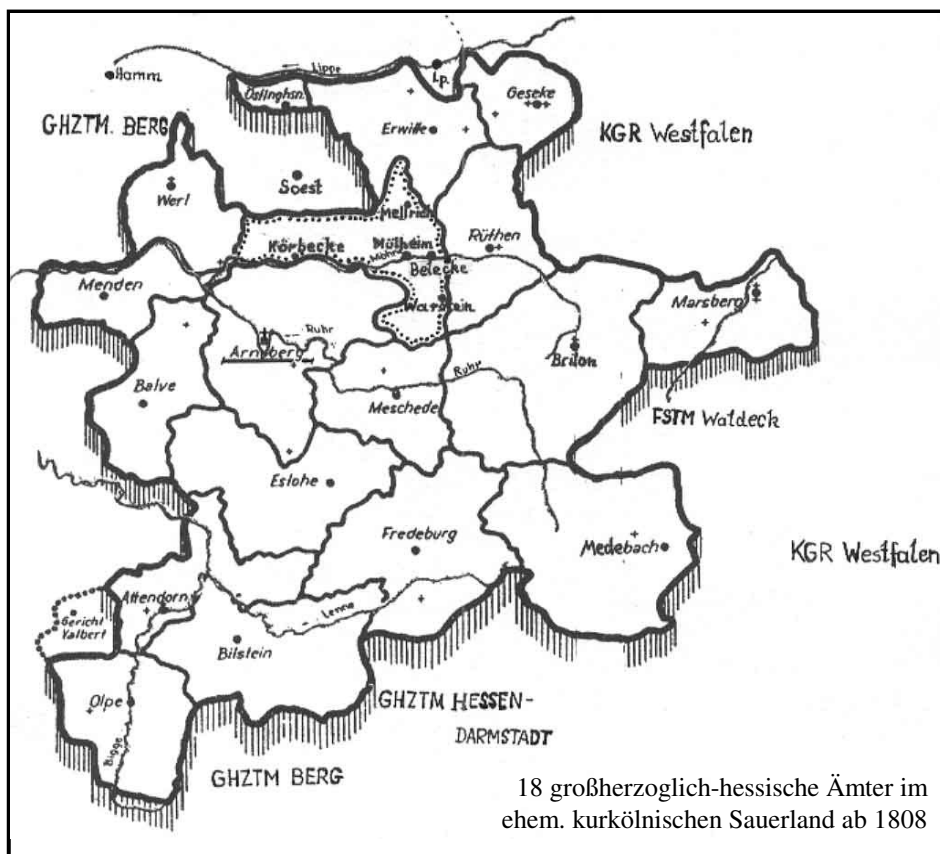 Hamm
Lippe
Lp.
Geseke
Östinghsn.
Erwitte
GHZTM. BERG
KGR Westfalen
Werl
Soest
Mellrich
Rüthen
Körbecke
Mülheim
Möhne
Belecke
Menden
Warstein
Marsberg
Ruhr
Arnsberg
Brilon
Ruhr
Balve
Meschede
FSTM Waldeck
Eslohe
Fredeburg
Medebach
KGR Westfalen
Attendorn
Lenne
Gericht
Valbert
Bilstein
Olpe
GHZTM HESSEN-
DARMSTADT
Bigge
GHZTM BERG
18 großherzoglich-hessische Ämter im
ehem. kurkölnischen Sauerland ab 1808